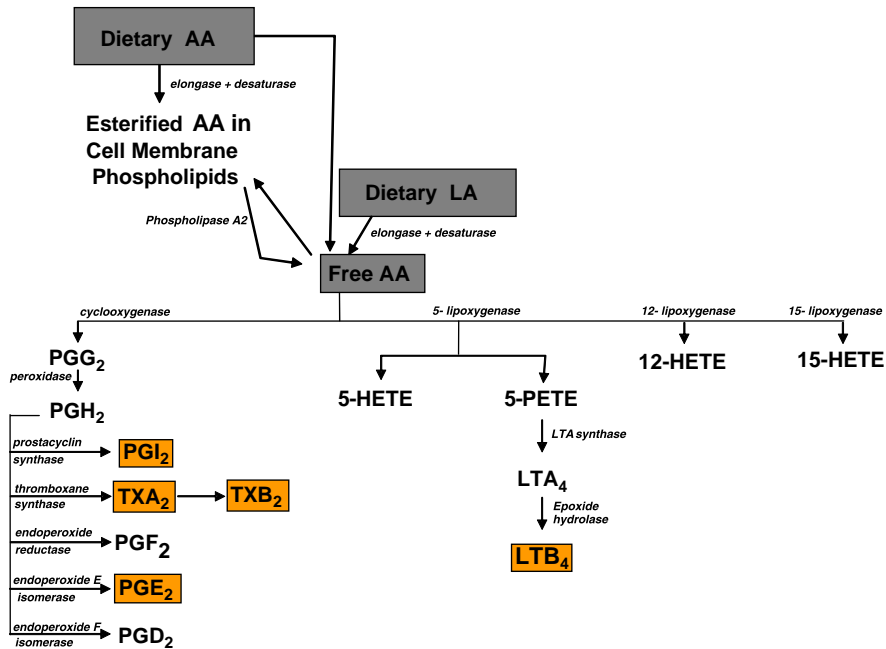 Dietary AA
elongase + desaturase
Esterified AA in
Cell Membrane
Phospholipids
Dietary LA
Phospholipase A2
elongase + desaturase
Free AA
cyclooxygenase
5- lipoxygenase
12- lipoxygenase
15- lipoxygenase
PGG2
12-HETE
15-HETE
peroxidase
5-HETE
5-PETE
PGH2
LTA synthase
prostacyclin
synthase
PGI2
LTA4
thromboxane
synthase
TXA2
TXB2
Epoxide
hydrolase
endoperoxide
reductase
PGF2
LTB4
endoperoxide E
isomerase
PGE2
endoperoxide F
isomerase
PGD2